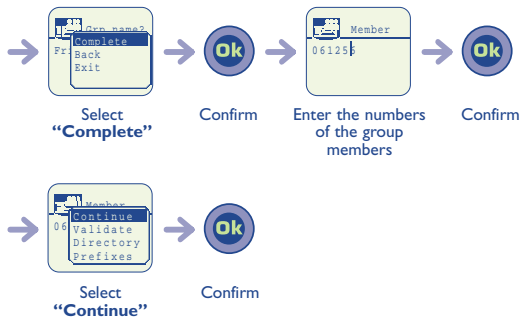 Grp name?
Fr
Complete
Back
Exit
Ok
Member
061256
Ok
Select
“Complete”
Confirm
Enter the numbers
of the group
members
Confirm
Member
06
Continue
Validate
Directory
Prefixes
Ok
Select
“Continue”
Confirm